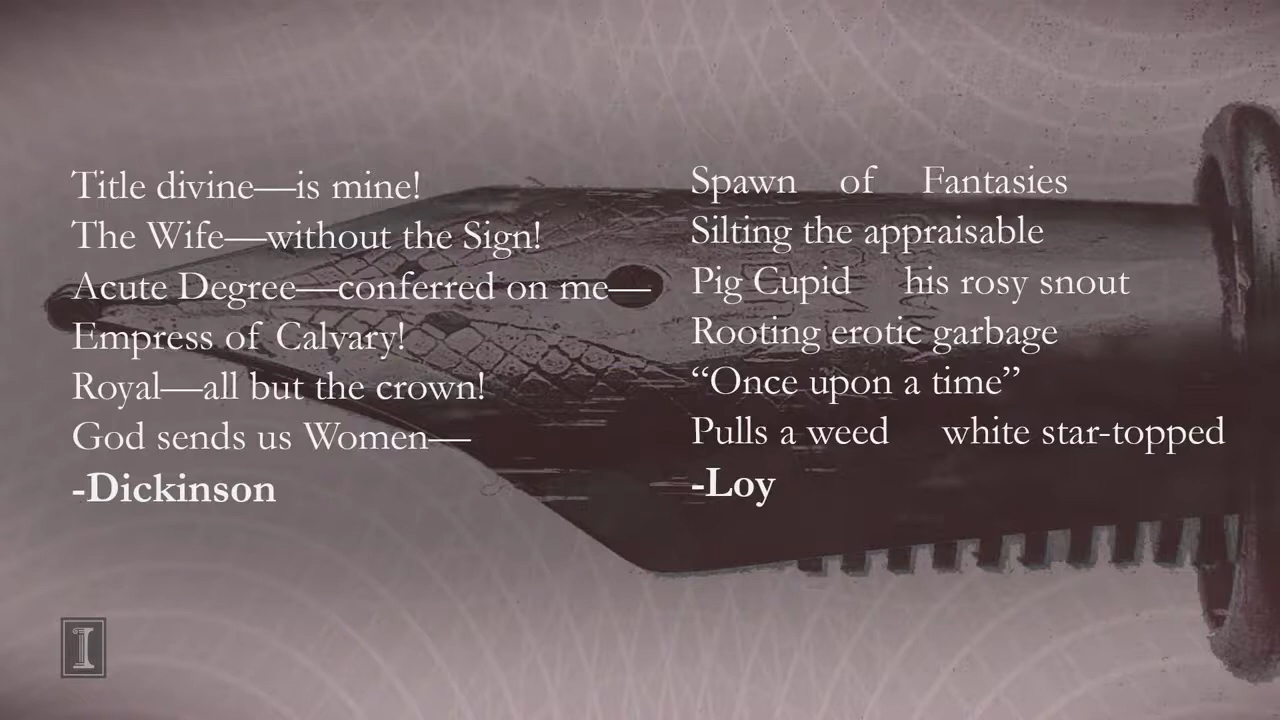 Title divine—is mine!
The Wife—without the Sign!
Acute Degree—conferred on me—
Empress of Calvary!
Royal—all but the crown!
God sends us Women—
-Dickinson
Spawn of Fantasies
Silting the appraisable
Pig Cupid his rosy snout
Rooting erotic garbage
“Once upon a time”
Pulls a weed white star-topped
-Loy
I